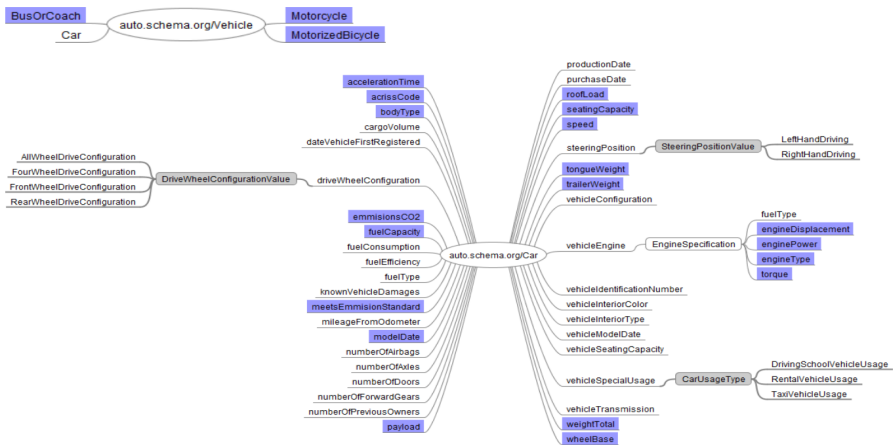 BusOrCoach
Car
auto.schema.org/Vehicle
Motorcycle
MotorizedBicycle
accelerationTime
acrissCode
bodyType
cargoVolume
dateVehicleFirstRegistered
AllWheelDriveConfiguration
FourWheelDriveConfiguration
FrontWheelDriveConfiguration
RearWheelDriveConfiguration
DriveWheelConfigurationValue
driveWheelConfiguration
emmisionsCO2
fuelCapacity
fuelConsumption
fuelEfficiency
fuelType
knownVehicleDamages
meetsEmmisionStandard
mileageFromOdometer
modelDate
numberOfAirbags
numberOfAxles
numberOfDoors
numberOfForwardGears
numberOfPreviousOwners
payload
auto.schema.org/Car
productionDate
purchaseDate
roofLoad
seatingCapacity
speed
steeringPosition
SteeringPositionValue
LeftHandDriving
RightHandDriving
tongueWeight
trailerWeight
vehicleConfiguration
vehicleEngine
EngineSpecification
fuelType
engineDisplacement
enginePower
engineType
torque
vehicleIdentificationNumber
vehicleInteriorColor
vehicleInteriorType
vehicleModelDate
vehicleSeatingCapacity
vehicleSpecialUsage
CarUsageType
DrivingSchoolVehicleUsage
RentalVehicleUsage
TaxiVehicleUsage
vehicleTransmission
weightTotal
wheelBase